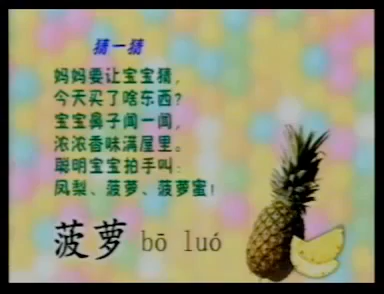 猜一猜
妈妈要让宝宝猜，
今天买了啥东西？
宝宝鼻子闻一闻，
浓浓香味满屋里。
聪明宝宝拍手叫：
凤梨、菠萝、菠萝蜜！
菠萝 bō luó